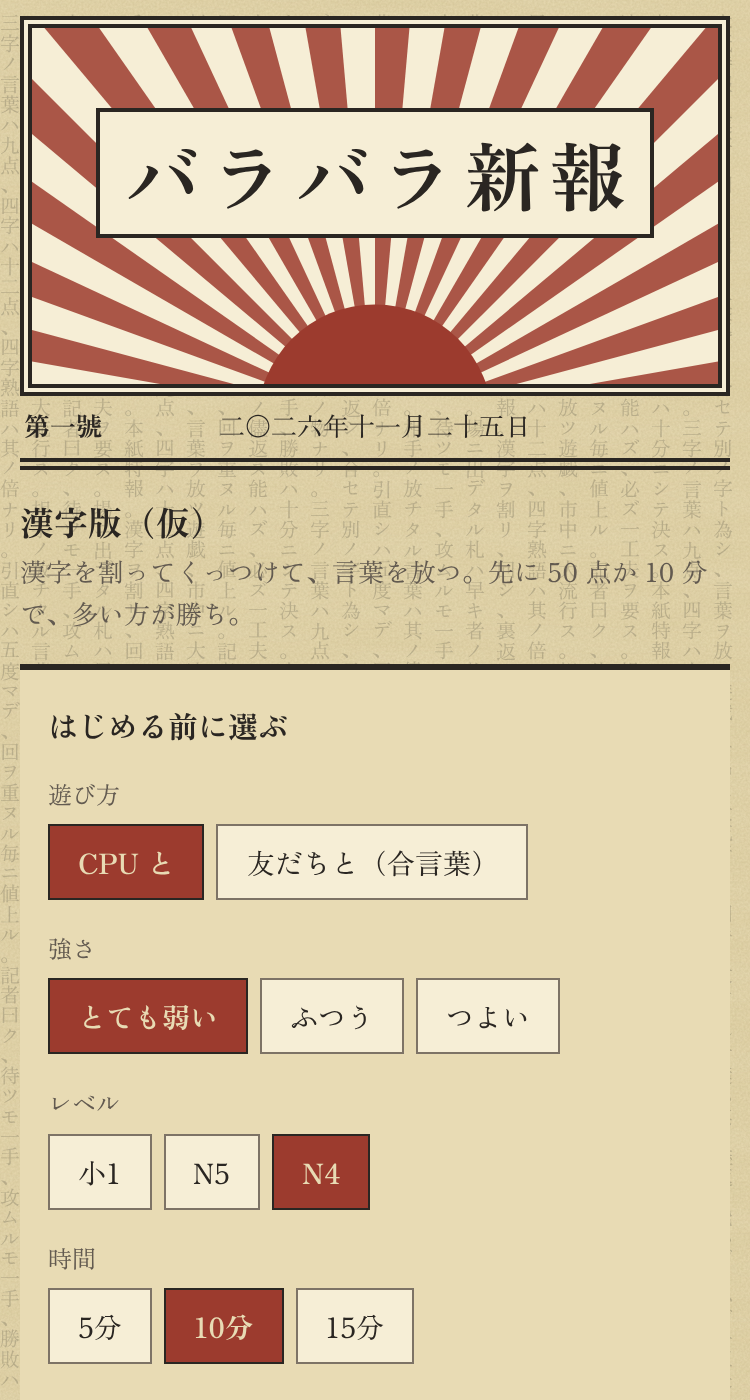 バラバラ新報
第一號 二〇二六年十一月二十五日
漢字版（仮）
漢字を割ってくっつけて、言葉を放つ。先に 50 点か 10 分
で、多い方が勝ち。
はじめる前に選ぶ
遊び方
CPU と 友だちと（合言葉）
強さ
とても弱い ふつう つよい
レベル
小1 N5 N4
時間
5分 10分 15分